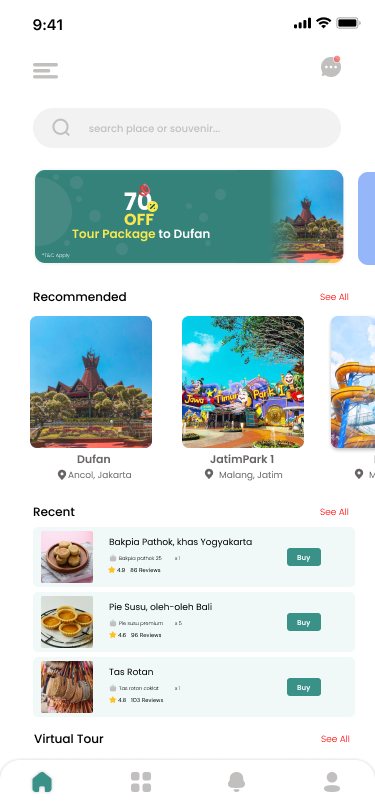 9:41
search place or souvenir...
70%
OFF
Tour Package to Dufan
*T&C Apply
Recommended
See All
Jawa Timur Park 1
Dufan
JatimPark 1
Ancol, Jakarta
Malang, Jatim
M
Recent
See All
Bakpia Pathok, khas Yogyakarta
Bakpia pathok 25 x 1
4.9 86 Reviews
Buy
Pie Susu, oleh-oleh Bali
Pie susu premium x 5
4.6 96 Reviews
Buy
Tas Rotan
Tas rotan coklat x 1
4.8 103 Reviews
Buy
Virtual Tour
See All